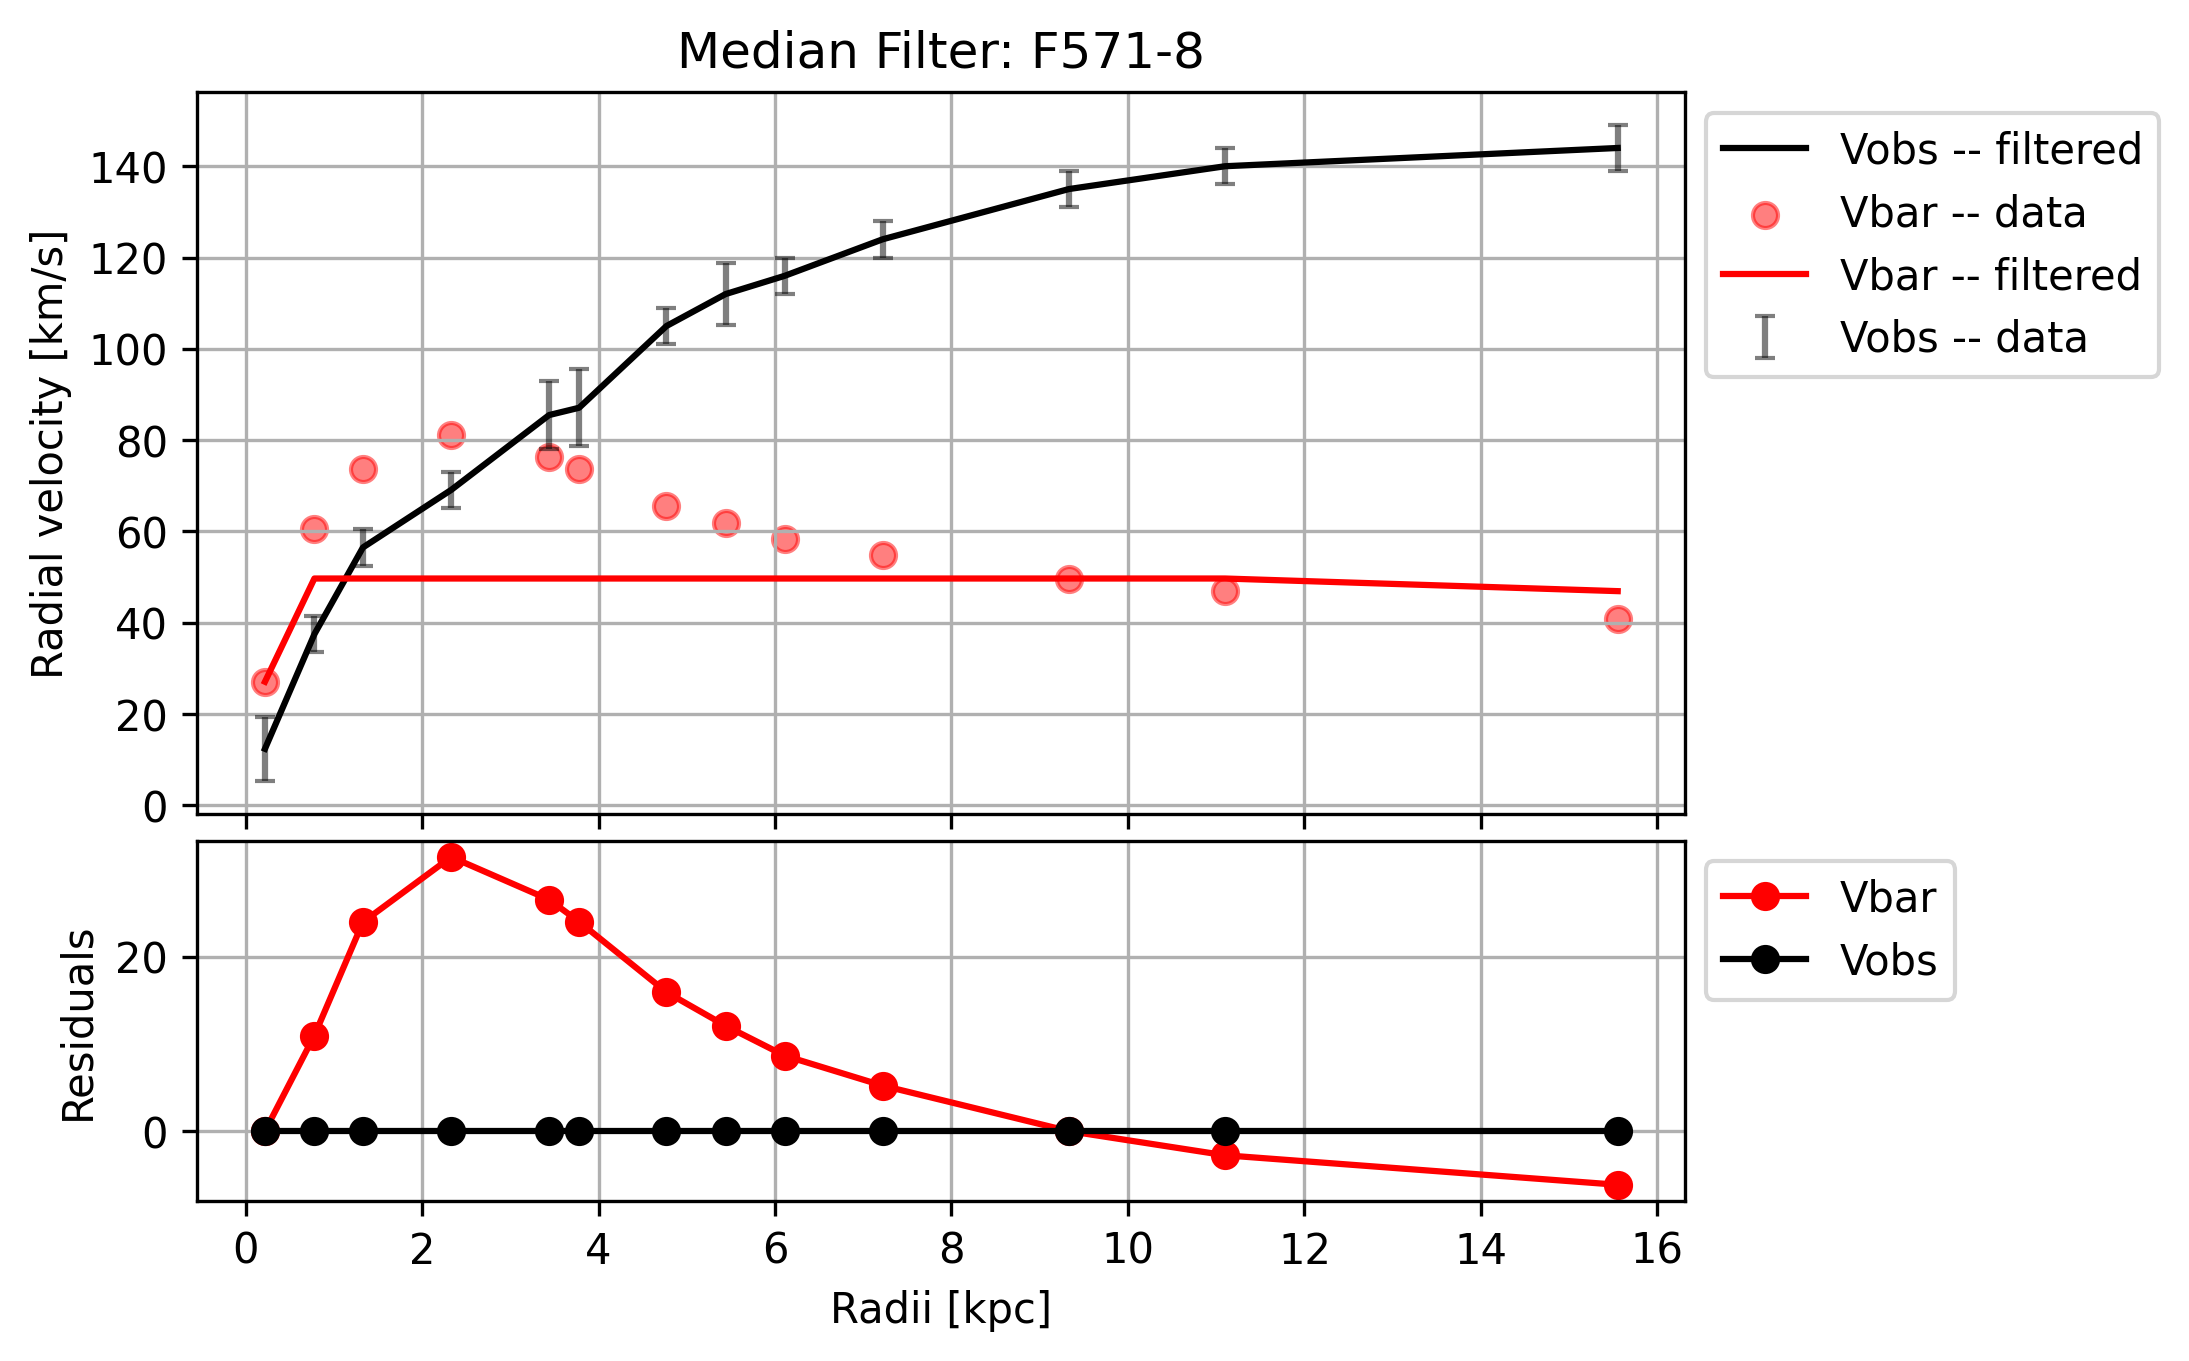 Median Filter: F571-8
Radial velocity [km/s]
140
120
100
80
60
40
20
0
Vobs -- filtered
Vbar -- data
Vbar -- filtered
Vobs -- data
Residuals
20
0
Vbar
Vobs
0 2 4 6 8 10 12 14 16
Radii [kpc]